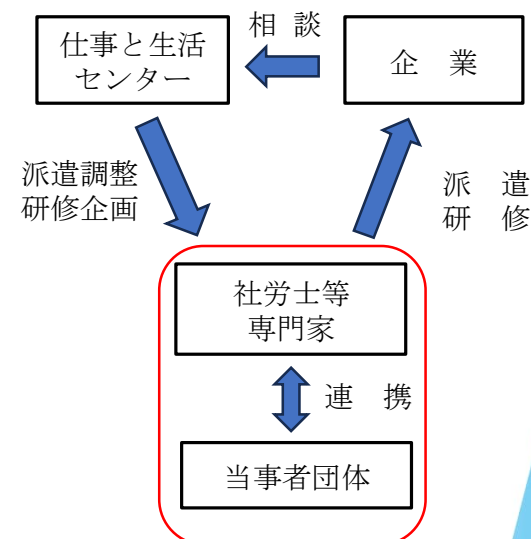 相 談
仕事と生活
センター
企 業
派遣調整
研修企画
派 遣
研 修
社労士等
専門家
連 携
当事者団体